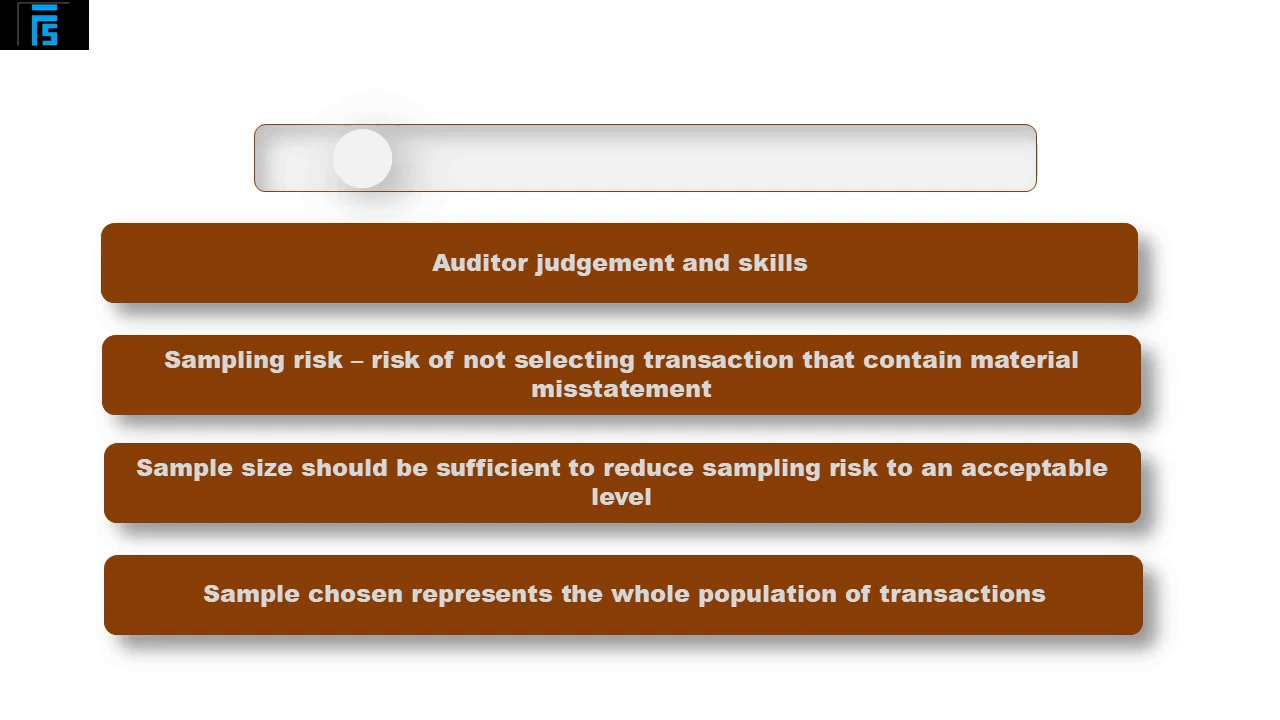 Auditor judgement and skills
Sampling risk – risk of not selecting transaction that contain material
misstatement
Sample size should be sufficient to reduce sampling risk to an acceptable
level
Sample chosen represents the whole population of transactions